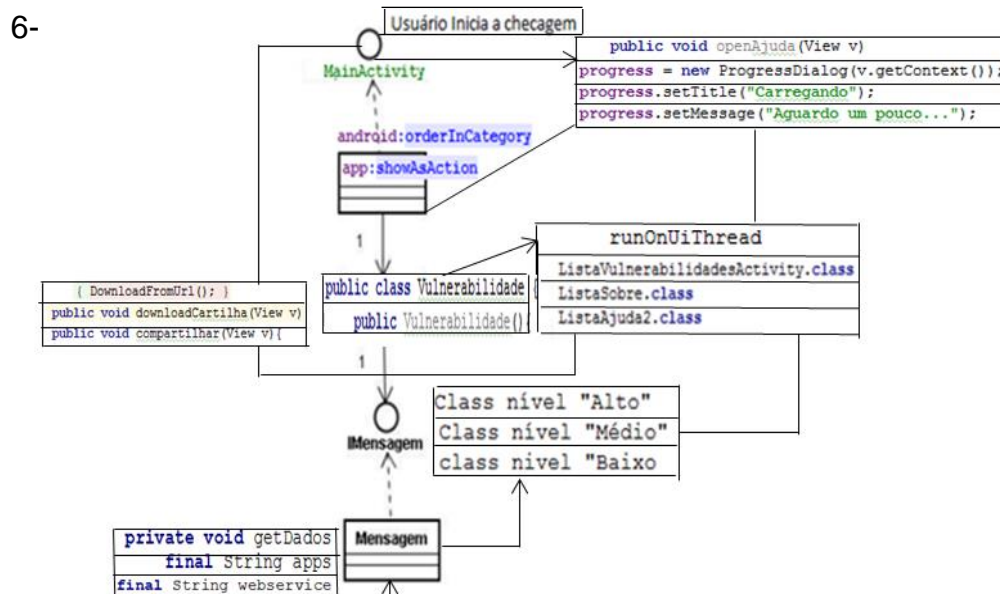 6-
Usuário Inicia a checagem
MainActivity
public void openAjuda(View v)
progress = new ProgressDialog(v.getContext());
progress.setTitle("Carregando");
progress.setMessage("Aguardo um pouco...");
android:orderInCategory
app:showAsAction
1
runOnUiThread
ListaVulnerabilidadesActivity.class
ListaSobre.class
ListaAjuda2.class
public class Vulnerabilidade {
public Vulnerabilidade(){
{ DownloadFromUrl(); }
public void downloadCartilha(View v)
public void compartilhar(View v){
1
IMensagem
Class nível "Alto"
Class nível "Médio"
class nivel "Baixo
Mensagem
private void getDados
final String apps
final String webservice